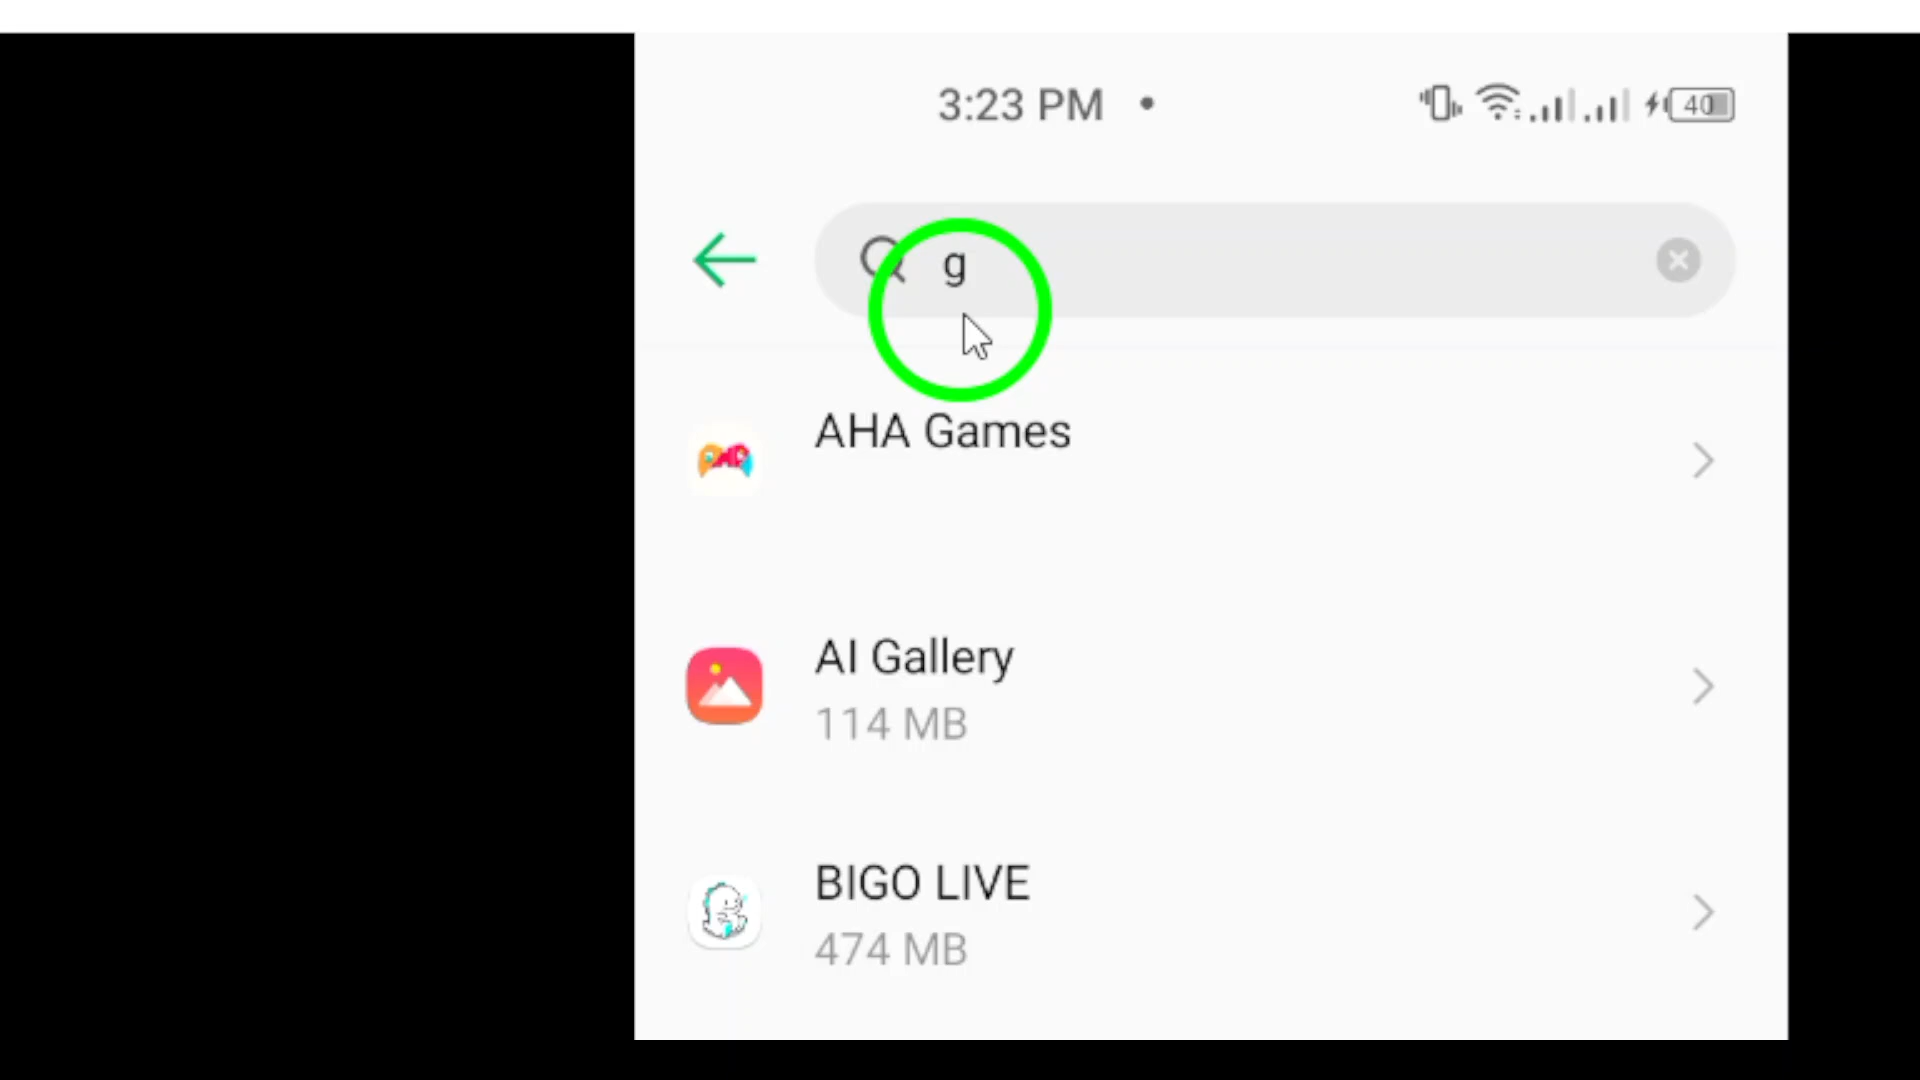 3:23 PM
40
g
AHA Games
AI Gallery
114 MB
BIGO LIVE
474 MB